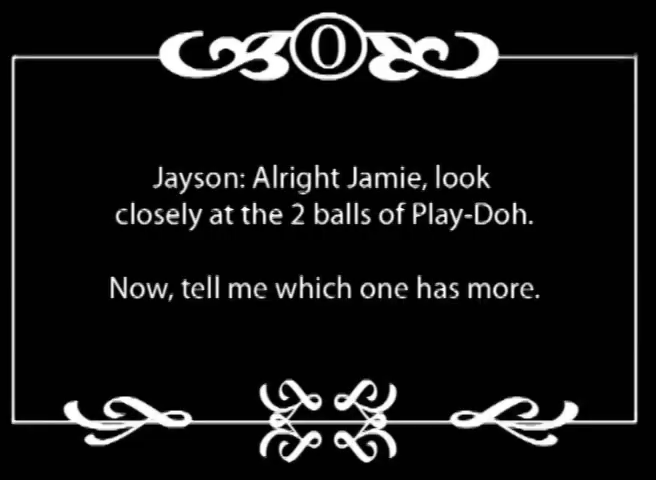 0
Jayson: Alright Jamie, look
closely at the 2 balls of Play-Doh.
Now, tell me which one has more.